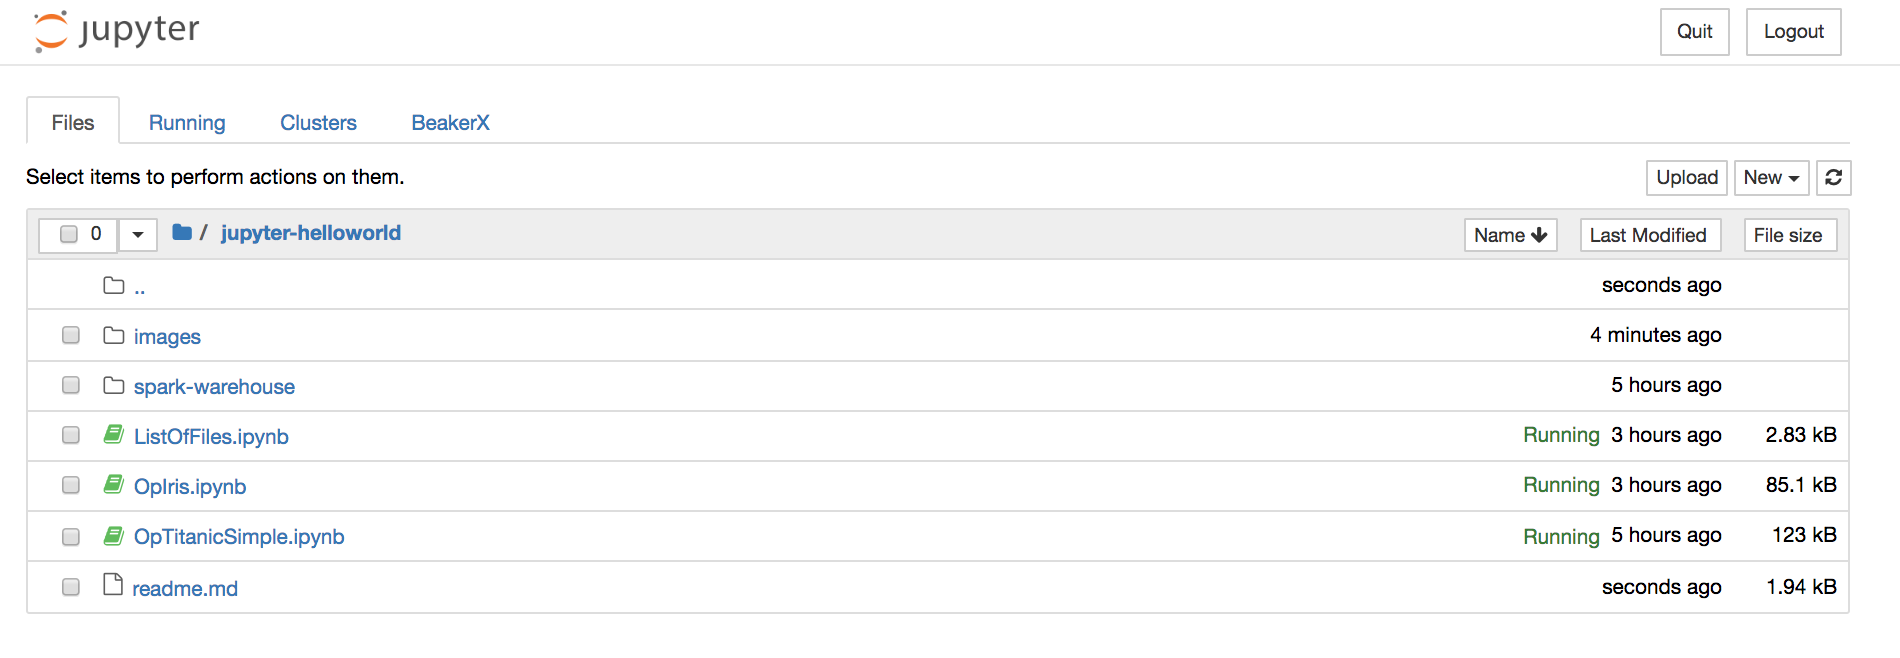 jupyter Quit Logout
Files Running Clusters BeakerX
Select items to perform actions on them. Upload New
0 / jupyter-helloworld Name Last Modified File size
.. seconds ago
images 4 minutes ago
spark-warehouse 5 hours ago
ListOfFiles.ipynb Running 3 hours ago 2.83 kB
OpIris.ipynb Running 3 hours ago 85.1 kB
OpTitanicSimple.ipynb Running 5 hours ago 123 kB
readme.md seconds ago 1.94 kB